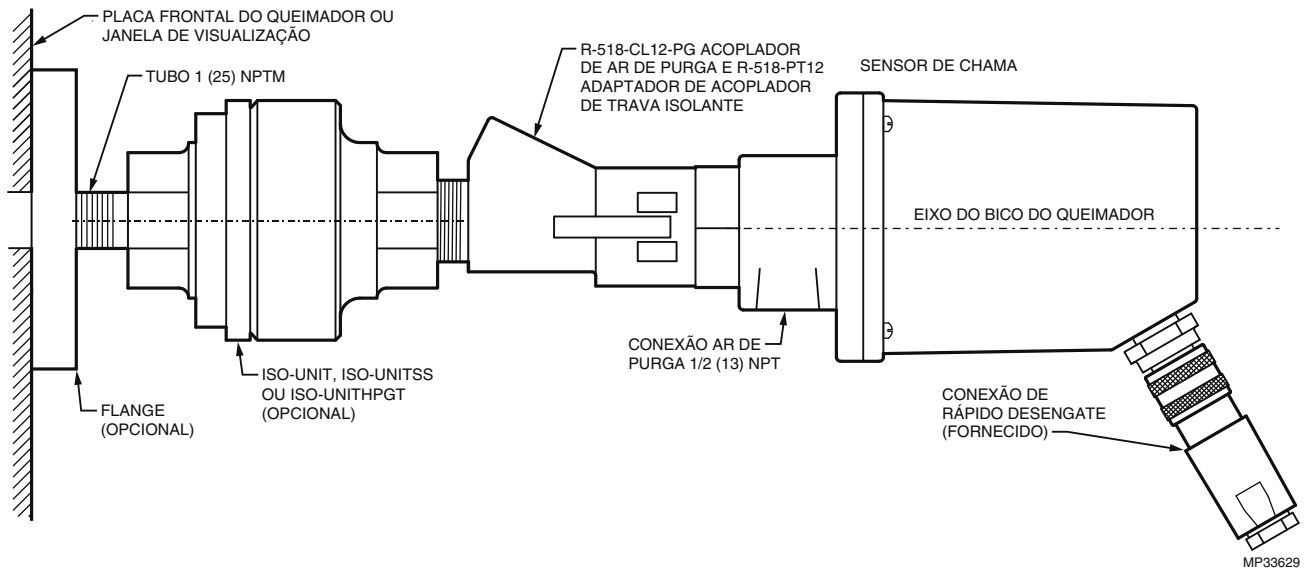 PLACA FRONTAL DO QUEIMADOR OU
JANELA DE VISUALIZAÇÃO
TUBO 1 (25) NPTM
R-518-CL12-PG ACOPLADOR
DE AR DE PURGA E R-518-PT12
ADAPTADOR DE ACOPLADOR
DE TRAVA ISOLANTE
SENSOR DE CHAMA
EIXO DO BICO DO QUEIMADOR
CONEXÃO AR DE
PURGA 1/2 (13) NPT
ISO-UNIT, ISO-UNITSS
OU ISO-UNITHPGT
(OPCIONAL)
FLANGE
(OPCIONAL)
CONEXÃO DE
RÁPIDO DESENGATE
(FORNECIDO)
MP33629